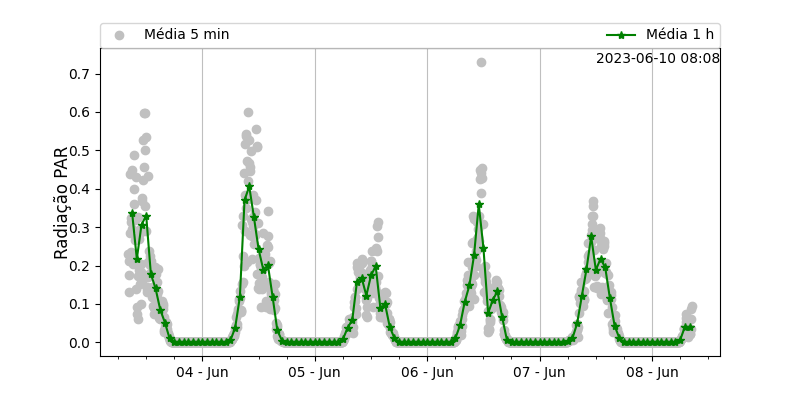 Média 5 min
Média 1 h
2023-06-10 08:08
Radiação PAR
0.7
0.6
0.5
0.4
0.3
0.2
0.1
0.0
04 - Jun
05 - Jun
06 - Jun
07 - Jun
08 - Jun